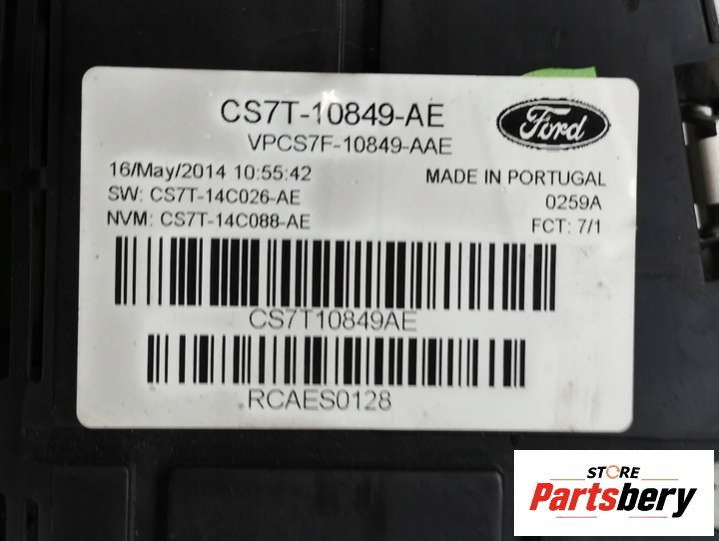 CS7T-10849-AE
Ford
VPCS7F-10849-AAE
16/May/2014 10:55:42
MADE IN PORTUGAL
SW: CS7T-14C026-AE
0259A
NVM: CS7T-14C088-AE
FCT: 7/1
CS7T10849AE
RCAES0128
STORE
Partsbery